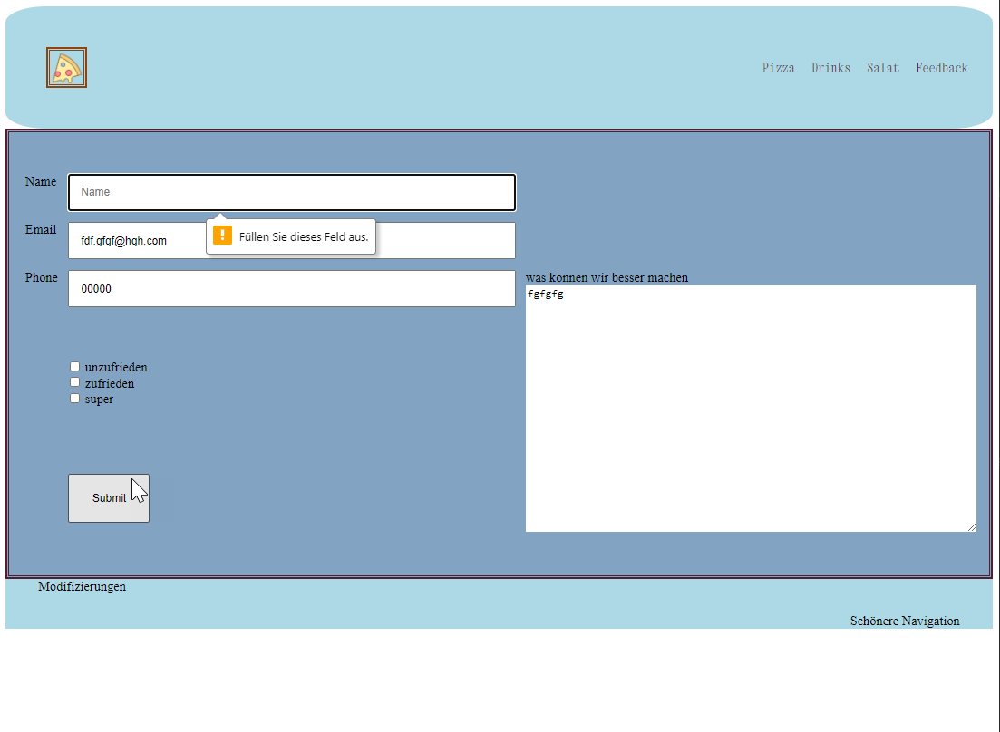 Pizza Drinks Salat Feedback
Name
Name
Füllen Sie dieses Feld aus.
Email
fdf.gfgf@hgh.com
Phone
00000
was können wir besser machen
fgfgfg
unzufrieden
zufrieden
super
Submit
Modifizierungen
Schönere Navigation